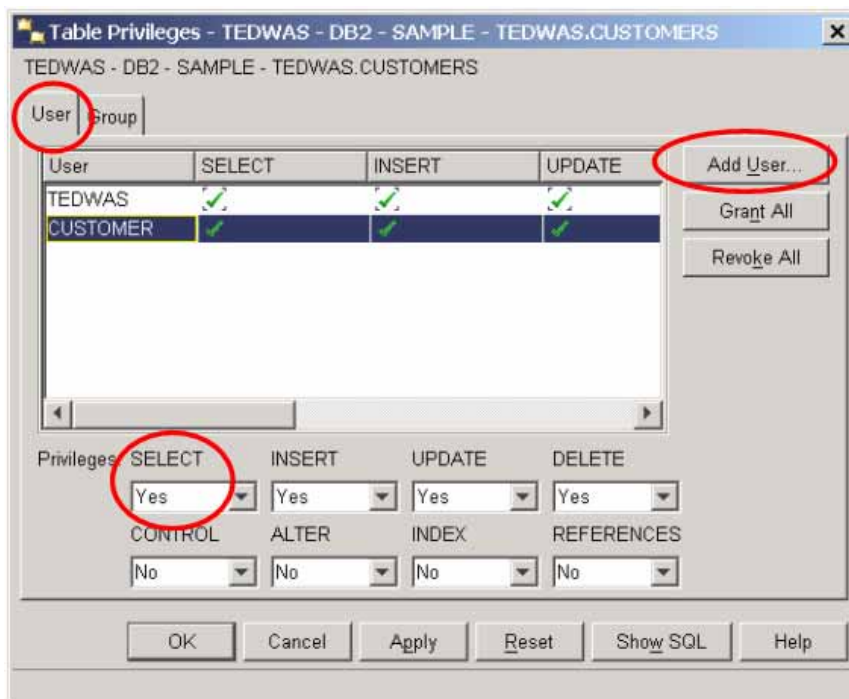 Table Privileges - TEDWAS - DB2 - SAMPLE - TEDWAS.CUSTOMERS
TEDWAS - DB2 - SAMPLE - TEDWAS.CUSTOMERS
User Group
User SELECT INSERT UPDATE
TEDWAS
CUSTOMER
Add User...
Grant All
Revoke All
Privileges: SELECT INSERT UPDATE DELETE
Yes Yes Yes Yes
CONTROL ALTER INDEX REFERENCES
No No No No
OK Cancel Apply Reset Show SQL Help